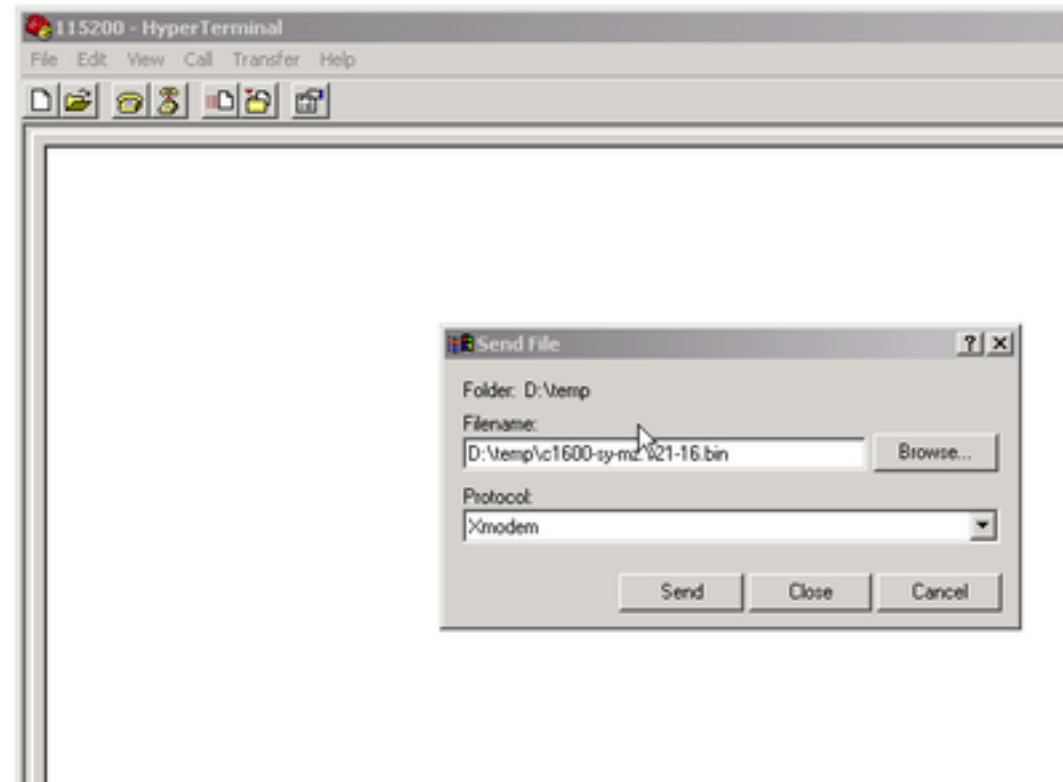 115200 - HyperTerminal
File Edit View Call Transfer Help
Send File
Folder: D:\temp
Filename:
Browse...
Protocol:
Xmodem
Send Close Cancel